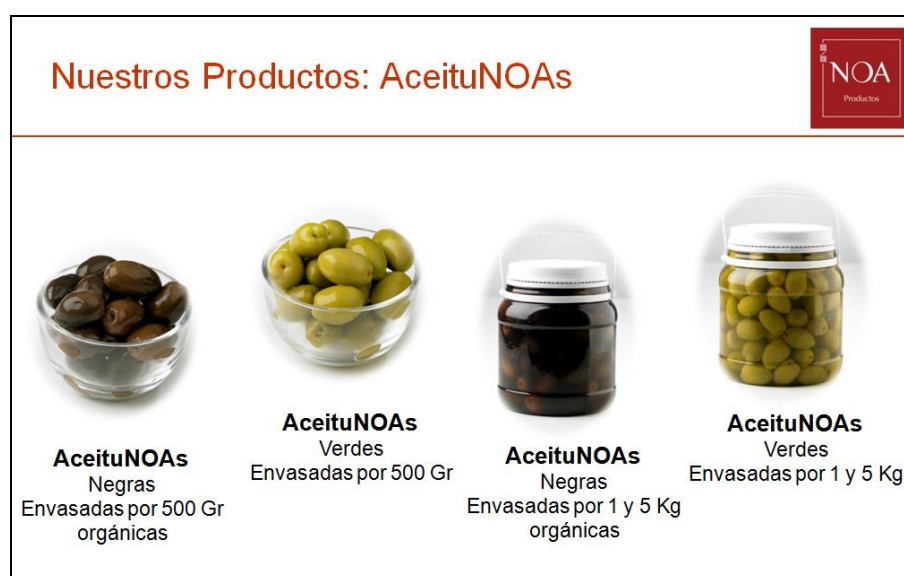 Nuestros Productos: AceituNOAs
NOA
Productos
AceituNOAs
Negras
Envasadas por 500 Gr
orgánicas
AceituNOAs
Verdes
Envasadas por 500 Gr
AceituNOAs
Negras
Envasadas por 1 y 5 Kg
orgánicas
AceituNOAs
Verdes
Envasadas por 1 y 5 Kg